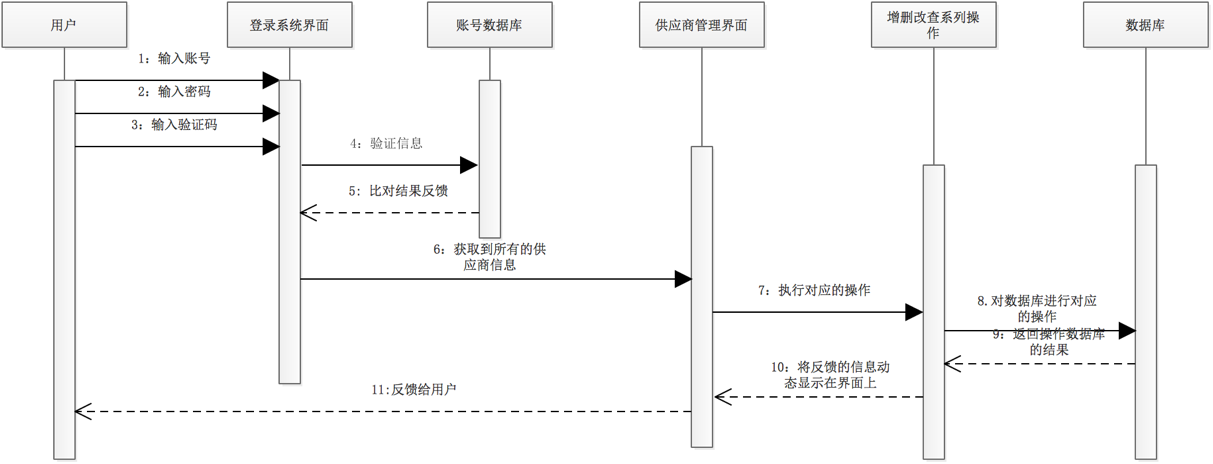 用户
登录系统界面
账号数据库
供应商管理界面
增删改查系列操
作
数据库
1: 输入账号
2: 输入密码
3: 输入验证码
4: 验证信息
5: 比对结果反馈
6: 获取到所有的供
应商信息
7: 执行对应的操作
8.对数据库进行对应
的操作
9: 返回操作数据库
的结果
10: 将反馈的信息动
态显示在界面上
11:反馈给用户